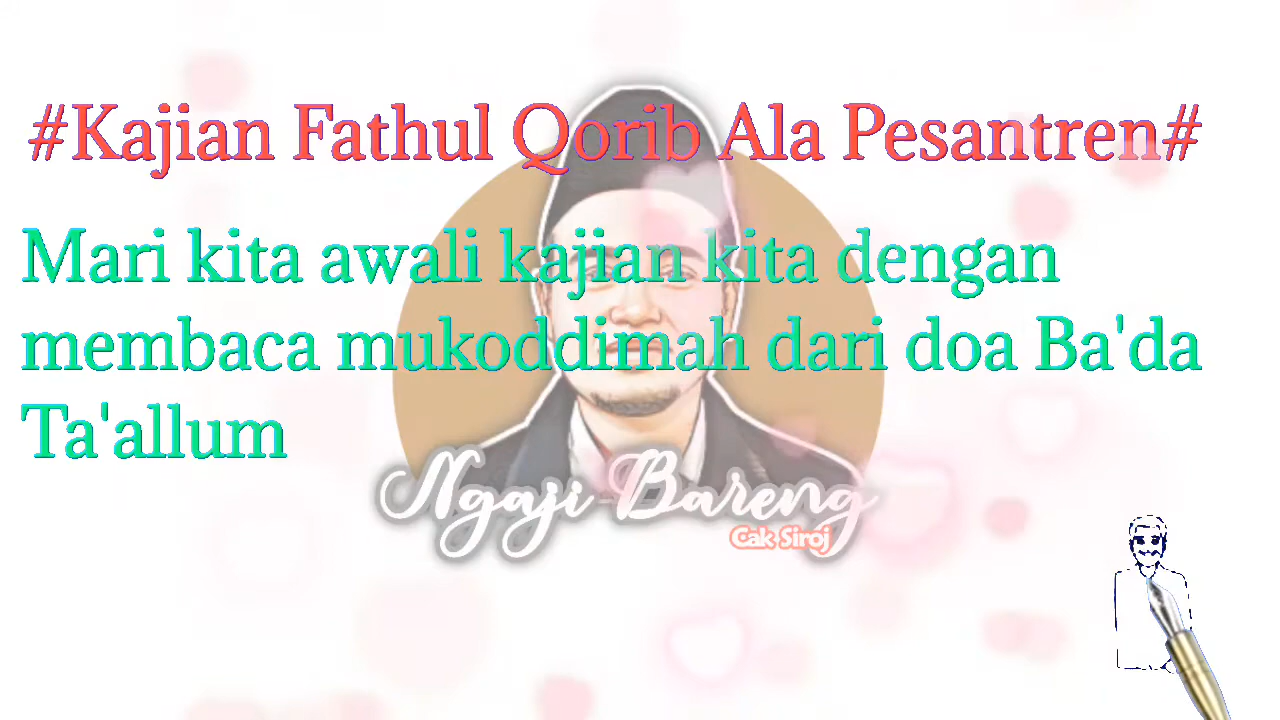 #Kajian Fathul Qorib Ala Pesantren#
Mari kita awali kajian kita dengan
membaca mukoddimah dari doa Ba'da
Ta'allum
Ngaji Bareng
Cak Siroj